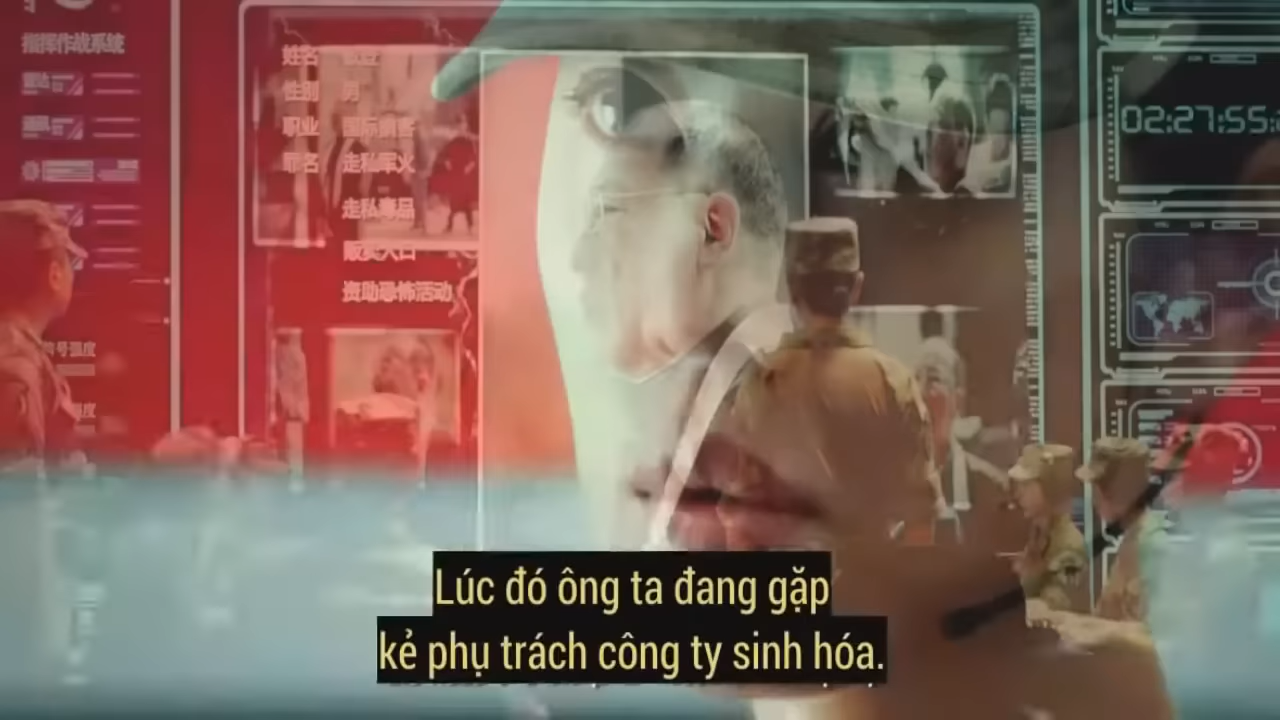 指挥作战系统
姓名
性别 男
职业 国际掮客
罪名 走私军火
走私毒品
贩卖人口
资助恐怖活动
02:27:55:
Lúc đó ông ta đang gặp
kẻ phụ trách công ty sinh hóa.